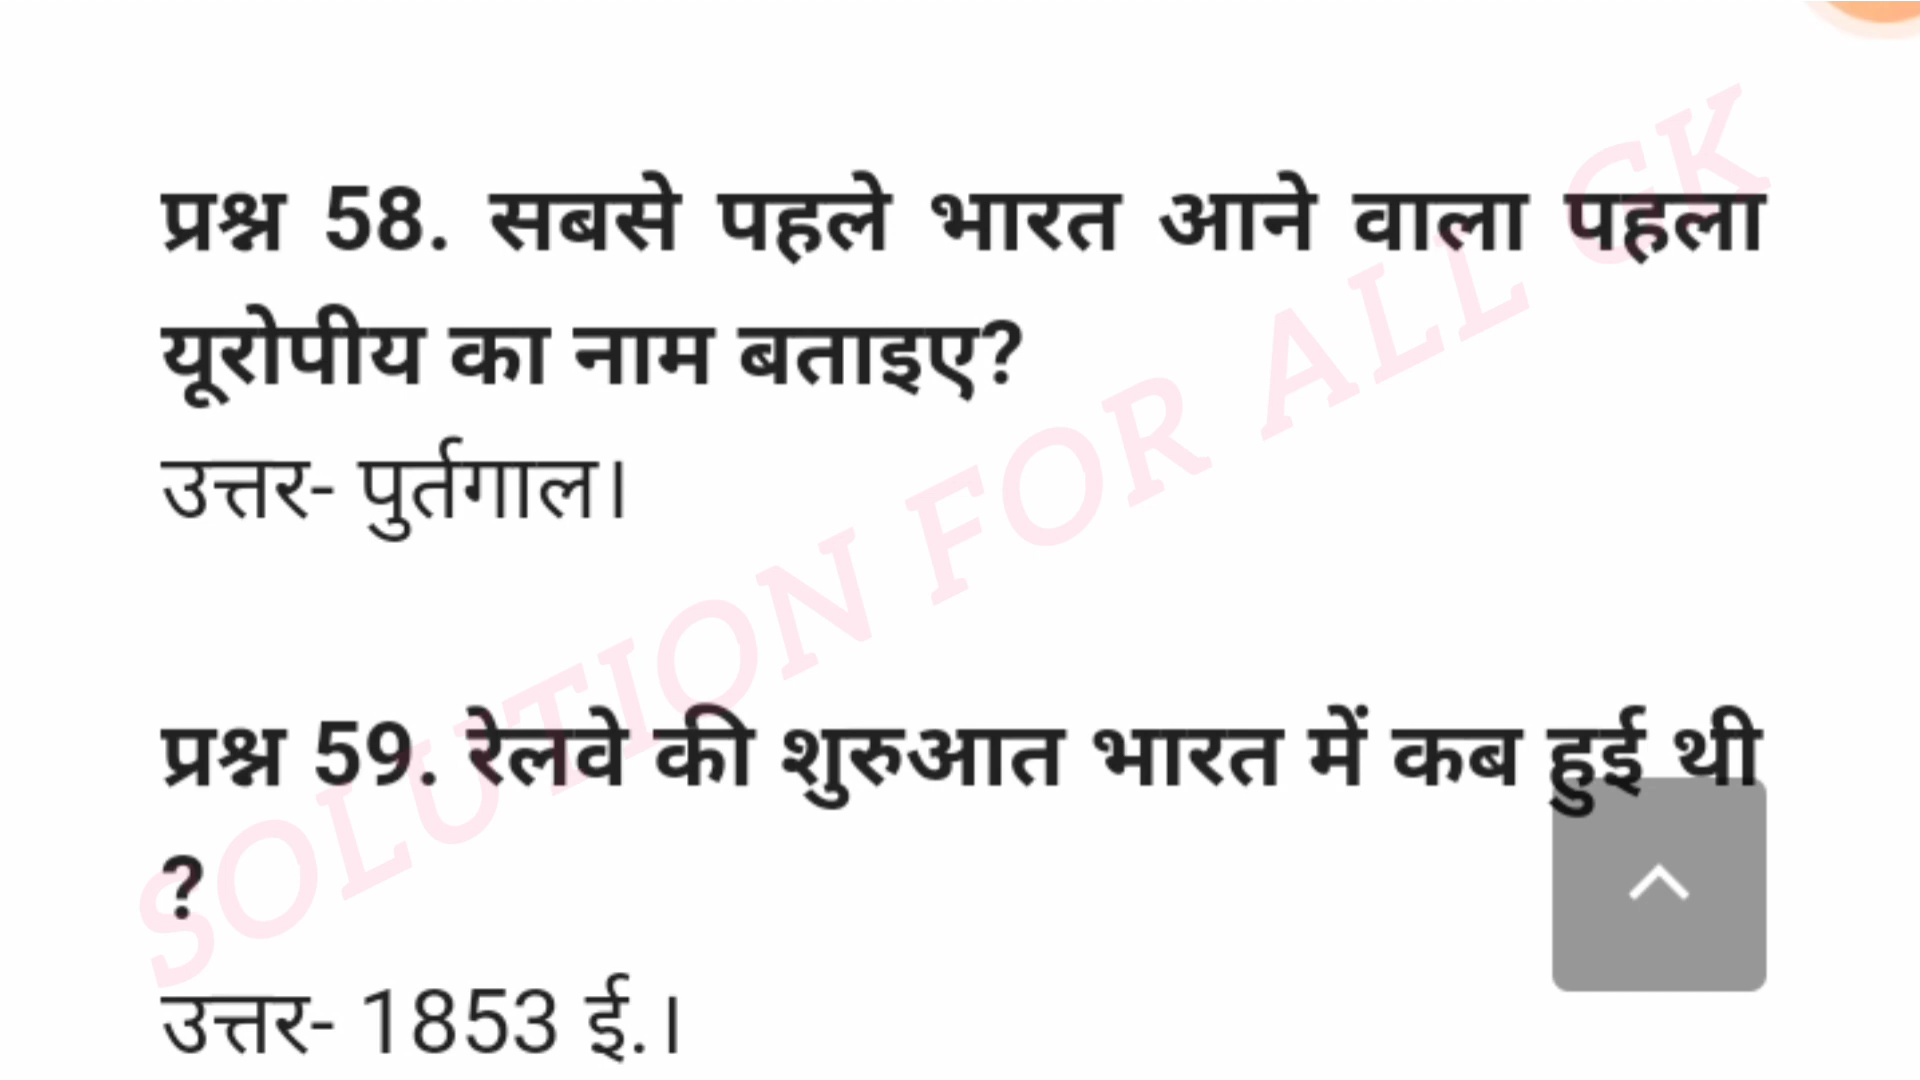 प्रश्न 58. सबसे पहले भारत आने वाला पहला
यूरोपीय का नाम बताइए?
उत्तर- पुर्तगाल।
प्रश्न 59. रेलवे की शुरुआत भारत में कब हुई थी
?
उत्तर- 1853 ई.।
SOLUTION FOR ALL GK